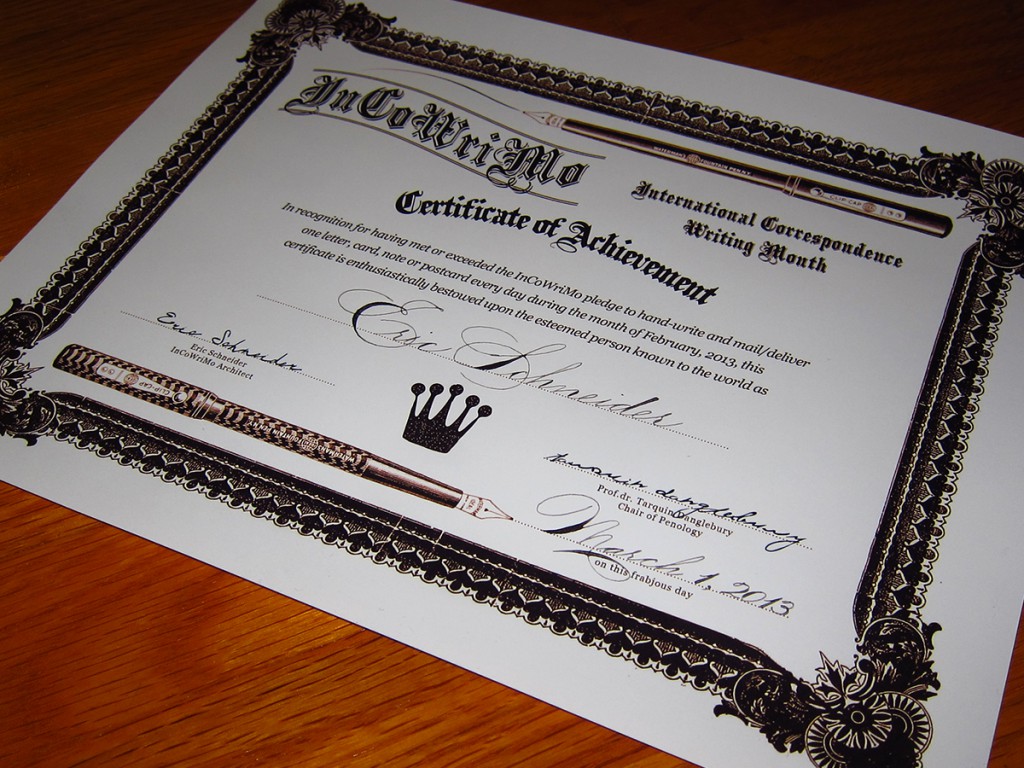 InCoWriMo
International Correspondence
Writing Month
Certificate of Achievement
In recognition for having met or exceeded the InCoWriMo pledge to hand-write and mail/deliver
one letter, card, note or postcard every day during the month of February, 2013, this
certificate is enthusiastically bestowed upon the esteemed person known to the world as
Eric Schneider
Eric Schneider
Eric Schneider
InCoWriMo Architect
Tarquin Danglebury
Prof.dr. Tarquin Danglebury
Chair of Penology
March 1, 2013
on this frabjous day